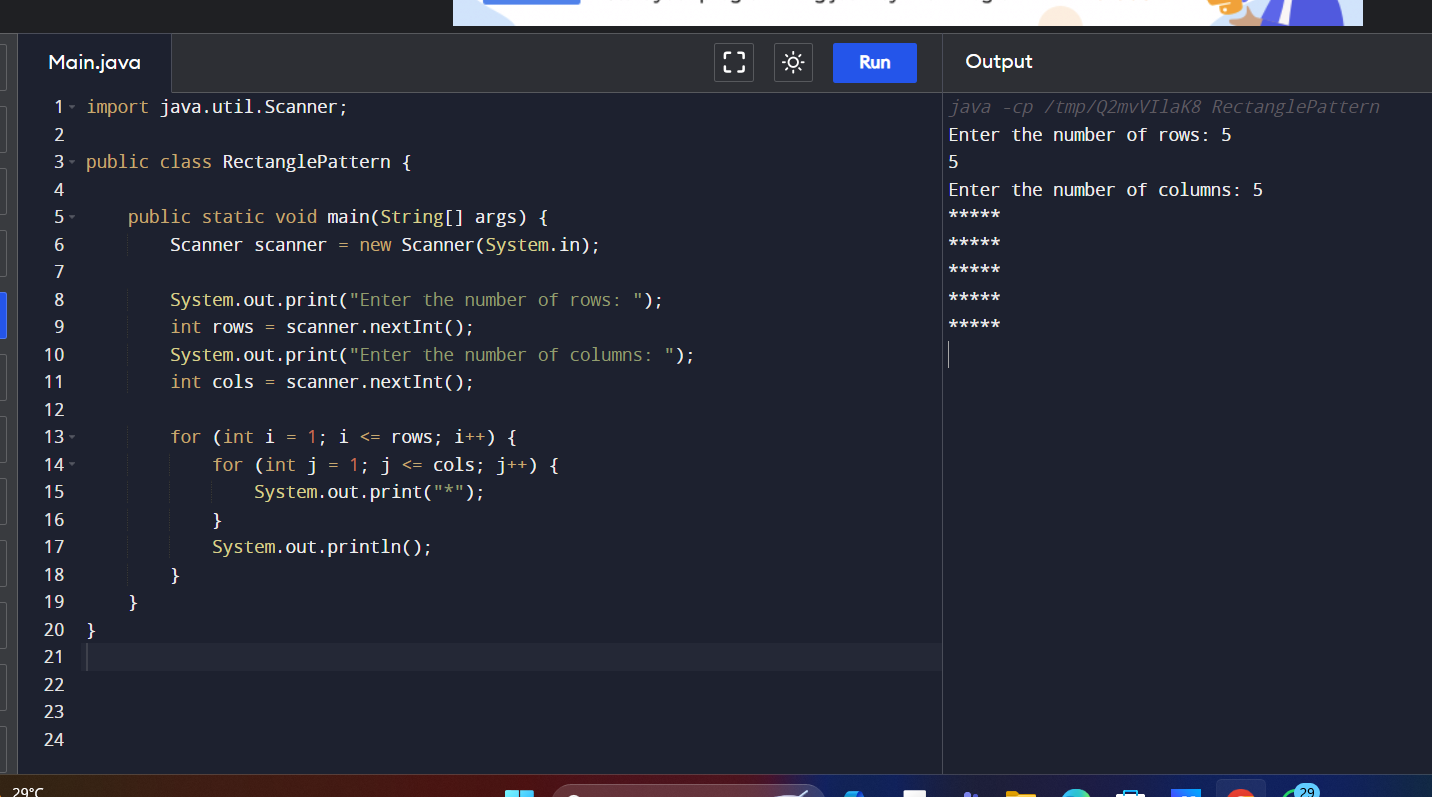 Main.java
Run
Output
1 import java.util.Scanner;
2
3 public class RectanglePattern {
4
5     public static void main(String[] args) {
6         Scanner scanner = new Scanner(System.in);
7
8         System.out.print("Enter the number of rows: ");
9         int rows = scanner.nextInt();
10         System.out.print("Enter the number of columns: ");
11         int cols = scanner.nextInt();
12
13         for (int i = 1; i <= rows; i++) {
14             for (int j = 1; j <= cols; j++) {
15                 System.out.print("*");
16             }
17             System.out.println();
18         }
19     }
20 }
21
22
23
24
java -cp /tmp/Q2mvVIlaK8 RectanglePattern
Enter the number of rows: 5
5
Enter the number of columns: 5
*****
*****
*****
*****
*****
29°C
29